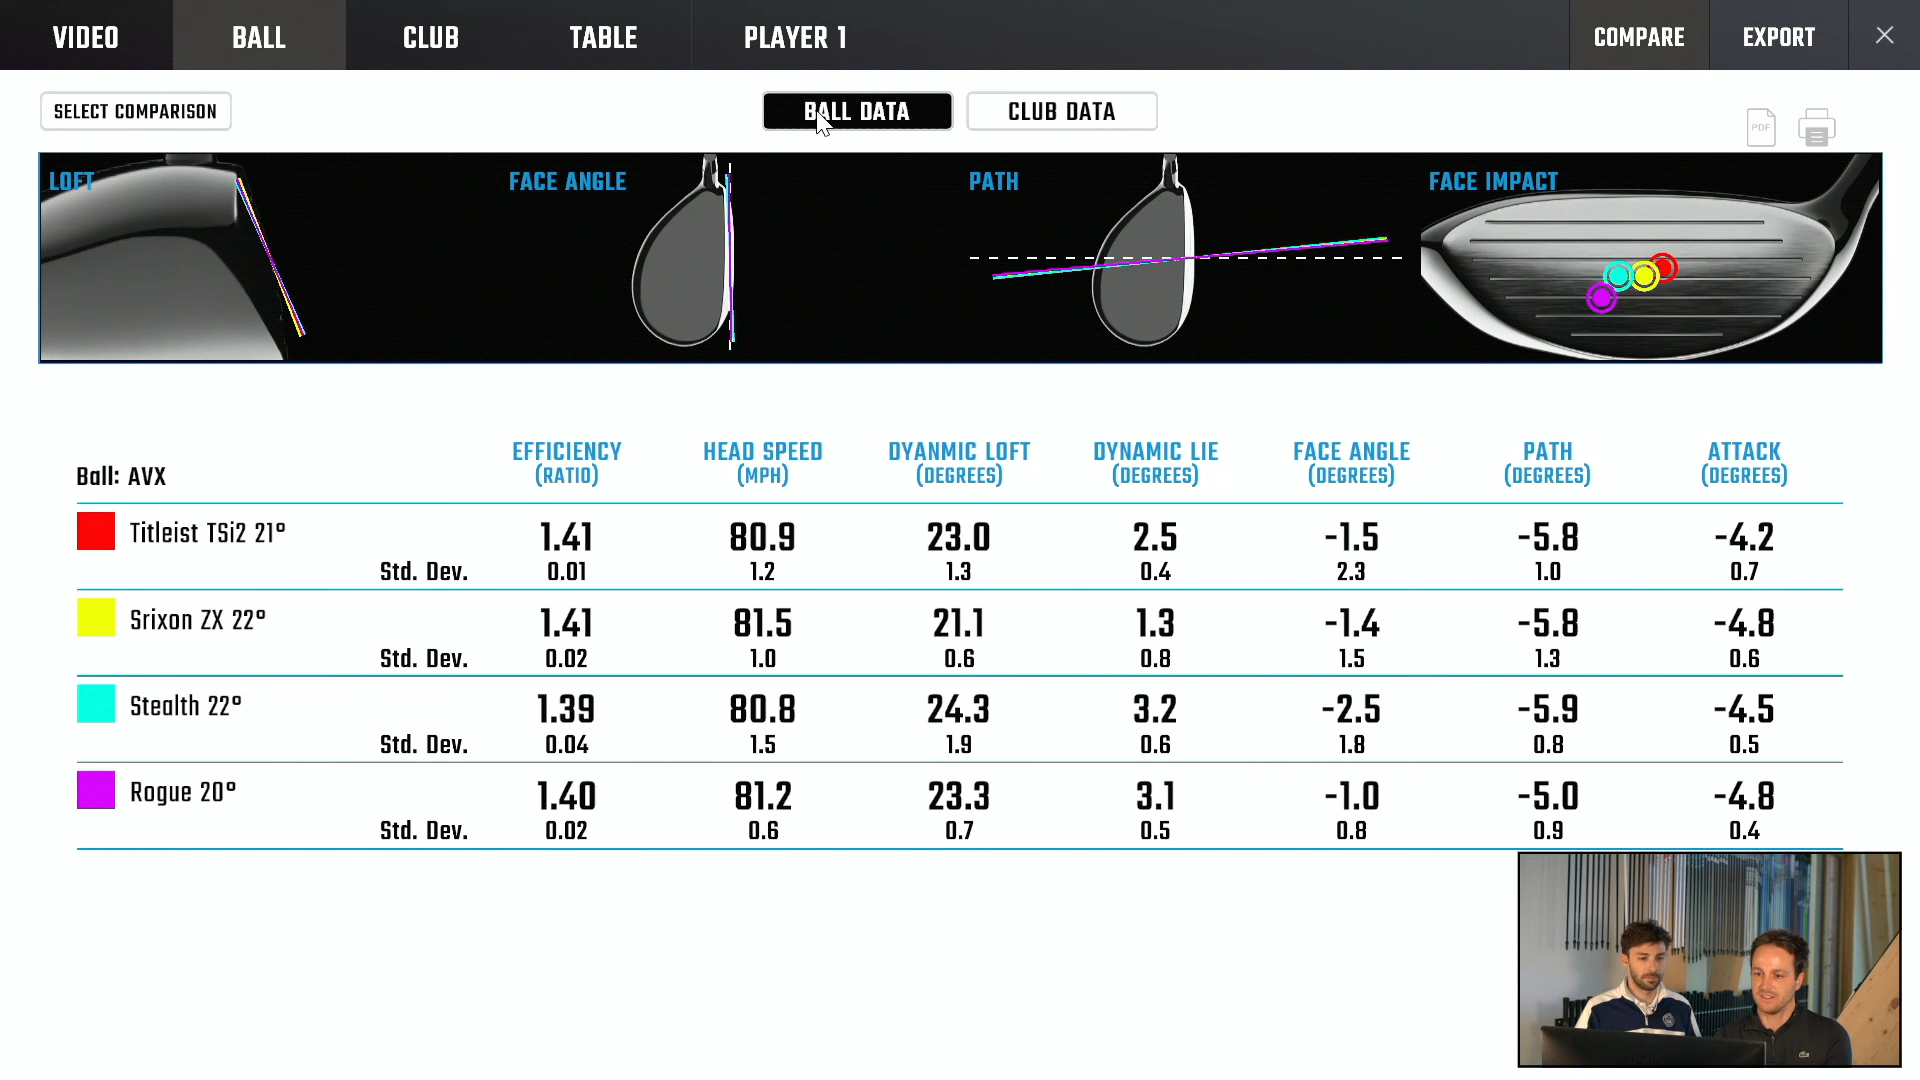 VIDEO BALL CLUB TABLE PLAYER 1 COMPARE EXPORT
SELECT COMPARISON BALL DATA CLUB DATA
PDF
LOFT FACE ANGLE PATH FACE IMPACT
EFFICIENCY HEAD SPEED DYANMIC LOFT DYNAMIC LIE FACE ANGLE PATH ATTACK
Ball: AVX (RATIO) (MPH) (DEGREES) (DEGREES) (DEGREES) (DEGREES) (DEGREES)
Titleist TSi2 21° 1.41 80.9 23.0 2.5 -1.5 -5.8 -4.2
Std. Dev. 0.01 1.2 1.3 0.4 2.3 1.0 0.7
Srixon ZX 22° 1.41 81.5 21.1 1.3 -1.4 -5.8 -4.8
Std. Dev. 0.02 1.0 0.6 0.8 1.5 1.3 0.6
Stealth 22° 1.39 80.8 24.3 3.2 -2.5 -5.9 -4.5
Std. Dev. 0.04 1.5 1.9 0.6 1.8 0.8 0.5
Rogue 20° 1.40 81.2 23.3 3.1 -1.0 -5.0 -4.8
Std. Dev. 0.02 0.6 0.7 0.5 0.8 0.9 0.4